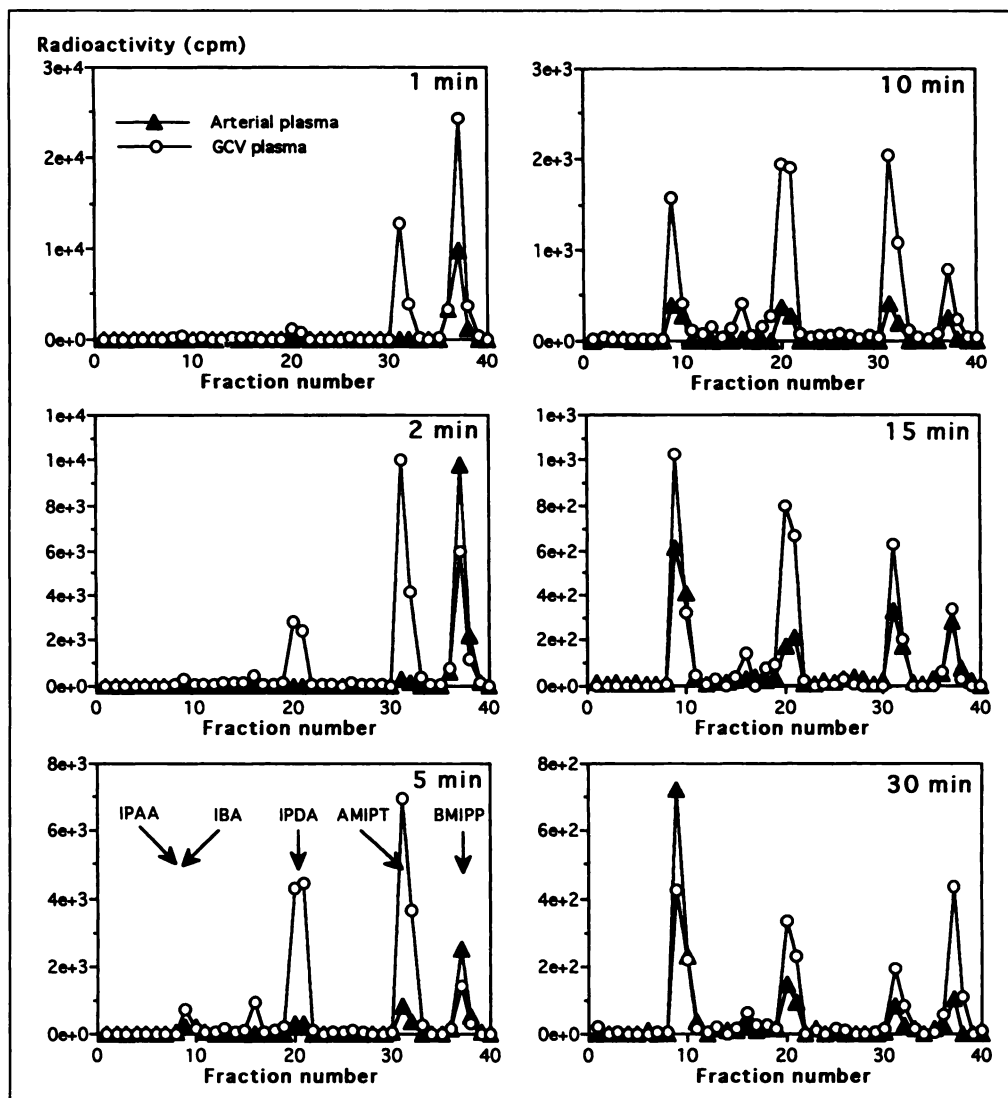 Radioactivity (cpm)
3e+4
2e+4
1e+4
0e+0
1 min
Arterial plasma
GCV plasma
0 10 20 30 40
Fraction number
3e+3
2e+3
1e+3
0e+0
10 min
0 10 20 30 40
Fraction number
1e+4
1e+4
8e+3
6e+3
4e+3
2e+3
0e+0
2 min
0 10 20 30 40
Fraction number
1e+3
1e+3
8e+2
6e+2
4e+2
2e+2
0e+0
15 min
0 10 20 30 40
Fraction number
8e+3
6e+3
4e+3
2e+3
0e+0
5 min
IPAA IBA IPDA AMIPT BMIPP
0 10 20 30 40
Fraction number
8e+2
6e+2
4e+2
2e+2
0e+0
30 min
0 10 20 30 40
Fraction number